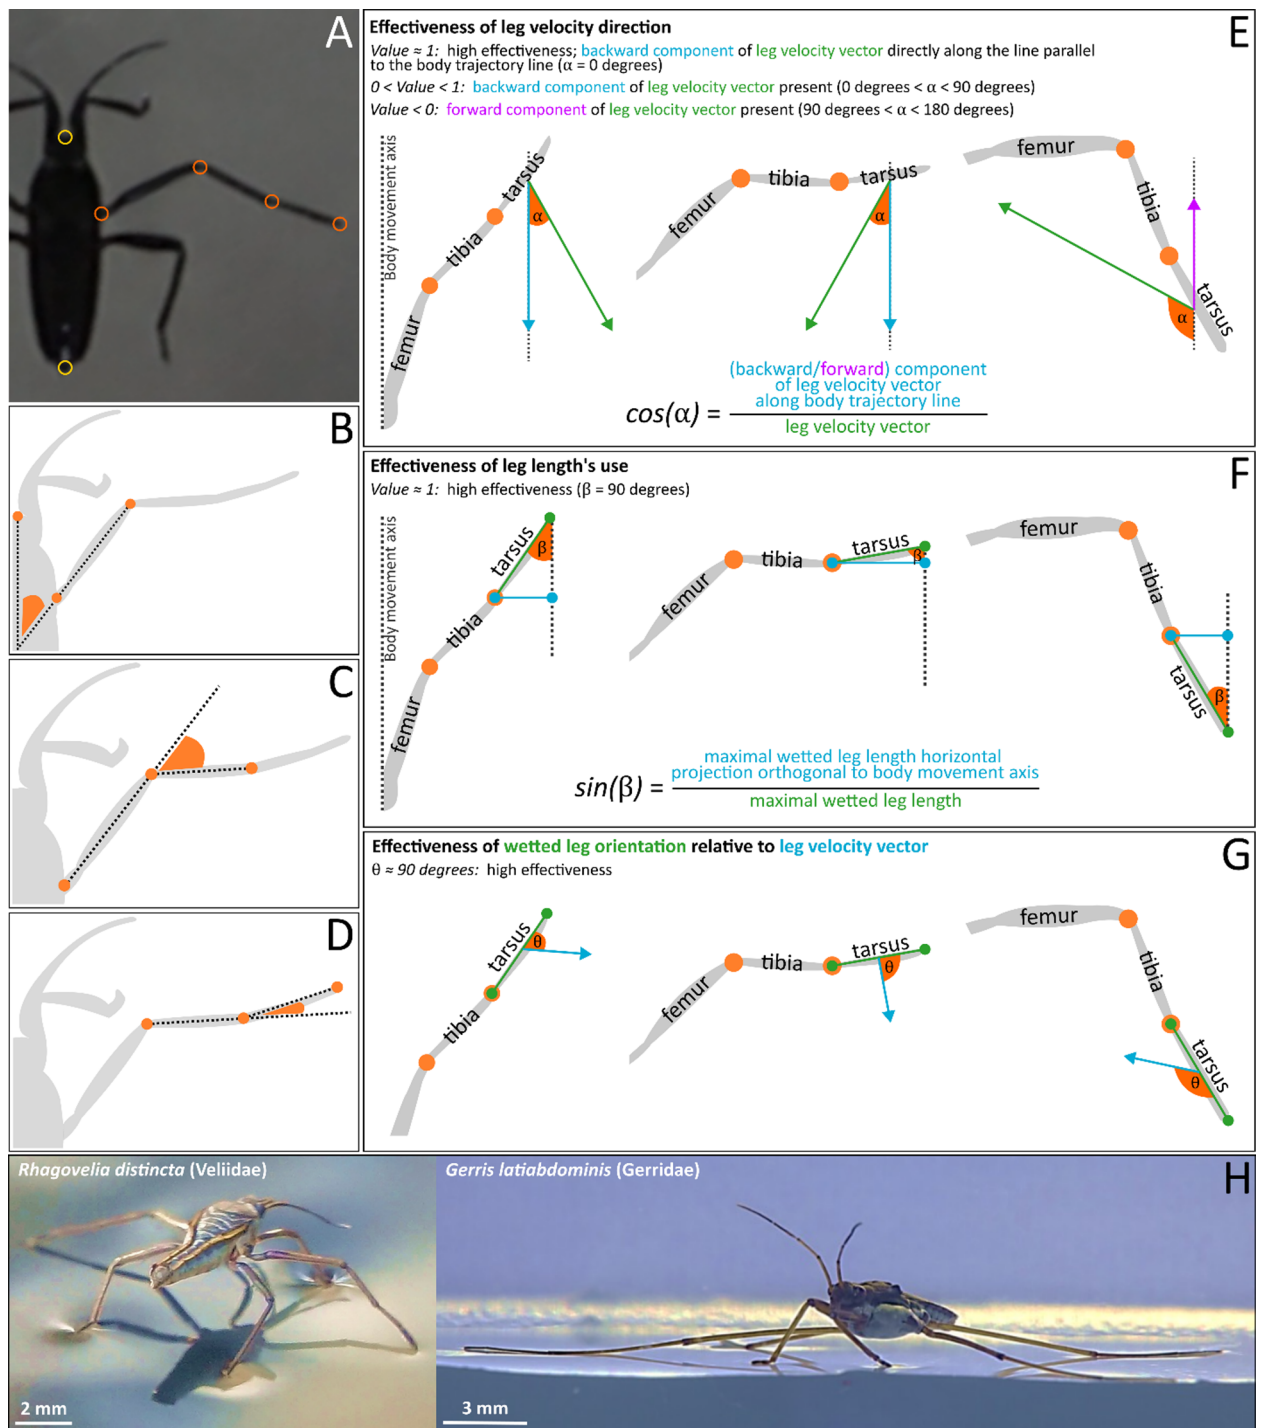 A
B
C
D
E
Effectiveness of leg velocity direction
Value ≈ 1: high effectiveness; backward component of leg velocity vector directly along the line parallel
to the body trajectory line (α = 0 degrees)
0 < Value < 1: backward component of leg velocity vector present (0 degrees < α < 90 degrees)
Value < 0: forward component of leg velocity vector present (90 degrees < α < 180 degrees)
Body movement axis
femur
tibia
tarsus
α
femur
tibia
tarsus
α
femur
tibia
tarsus
α
cos(α) =
(backward/forward) component
of leg velocity vector
along body trajectory line
leg velocity vector
F
Effectiveness of leg length's use
Value ≈ 1: high effectiveness (β = 90 degrees)
Body movement axis
femur
tibia
tarsus
β
femur
tibia
tarsus
β
femur
tibia
tarsus
β
sin(β) =
maximal wetted leg length horizontal
projection orthogonal to body movement axis
maximal wetted leg length
G
Effectiveness of wetted leg orientation relative to leg velocity vector
θ ≈ 90 degrees: high effectiveness
tibia
tarsus
θ
femur
tibia
tarsus
θ
femur
tibia
tarsus
θ
H
Rhagovelia distincta (Veliidae)
2 mm
Gerris latiabdominis (Gerridae)
3 mm